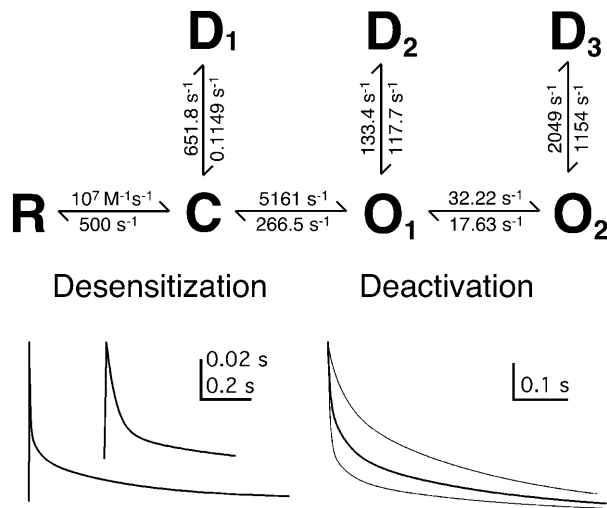 D₁ D₂ D₃
651.8 s⁻¹ 0.1149 s⁻¹ 133.4 s⁻¹ 117.7 s⁻¹ 2049 s⁻¹ 1154 s⁻¹
10⁷ M⁻¹s⁻¹ 5161 s⁻¹ 32.22 s⁻¹
R C O₁ O₂
500 s⁻¹ 266.5 s⁻¹ 17.63 s⁻¹
Desensitization Deactivation
0.02 s
0.2 s 0.1 s